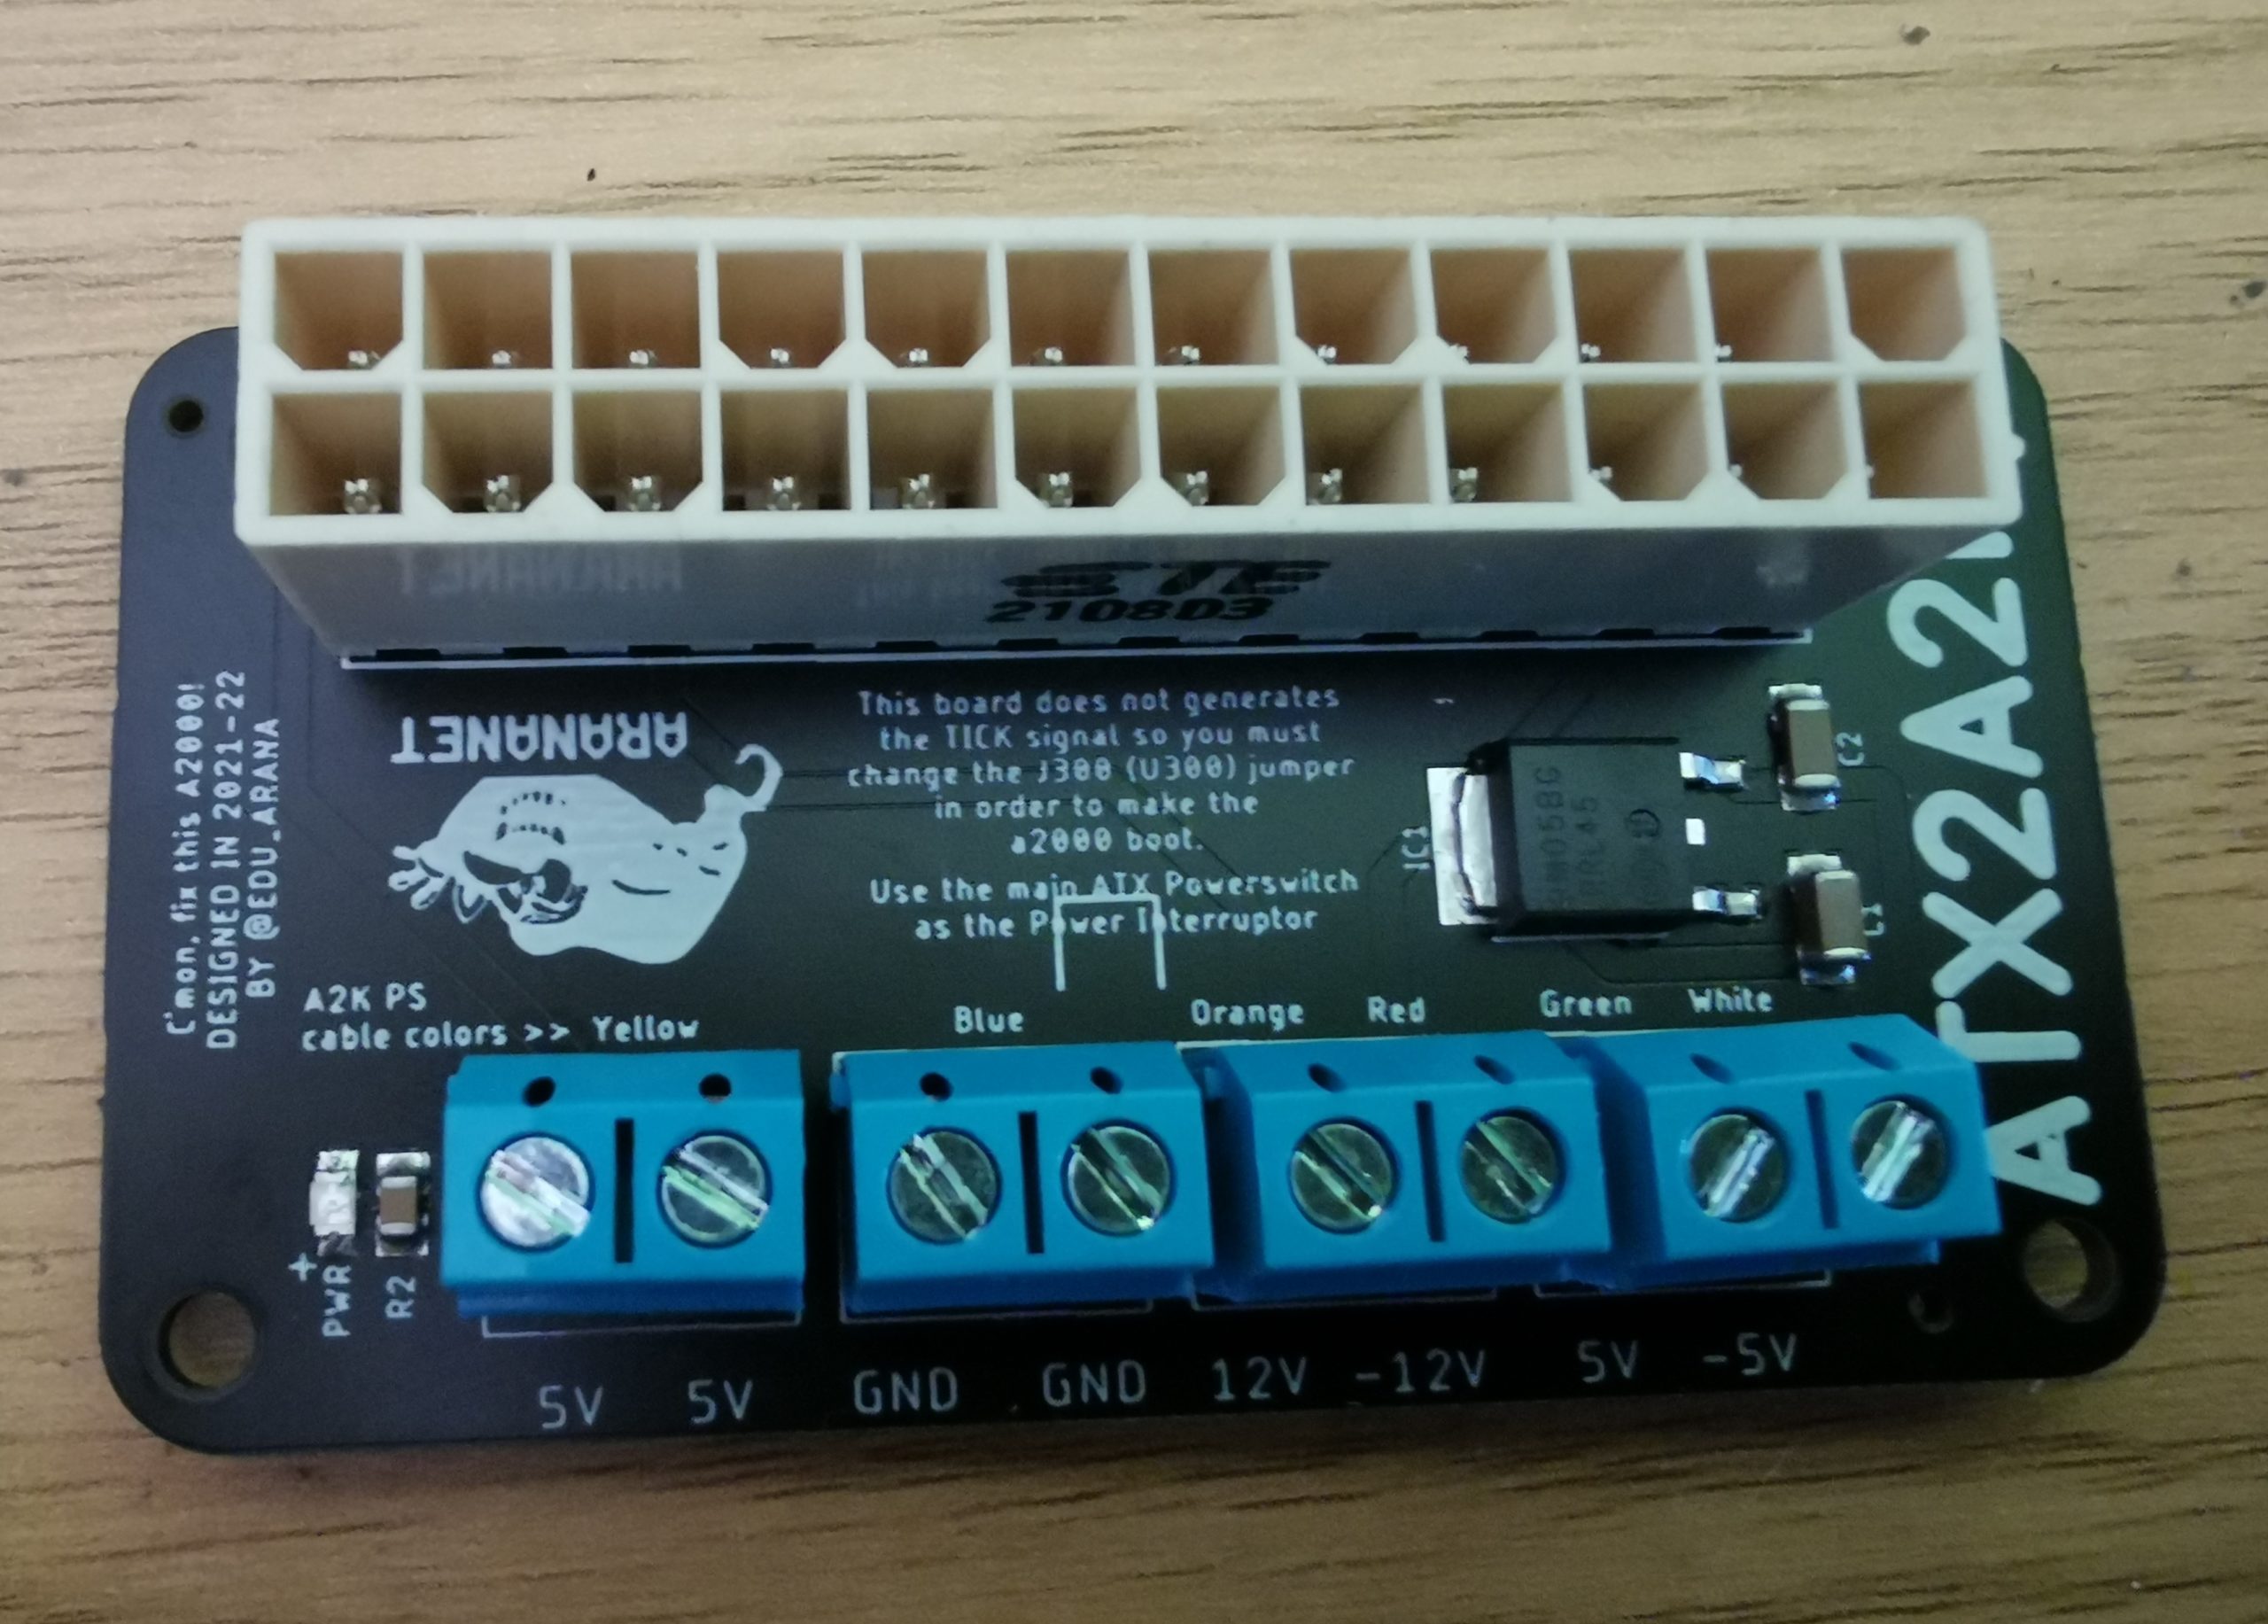 STE
2108D3
ARANANET
This board does not generates
the TICK signal so you must
change the J300 (U300) jumper
in order to make the
a2000 boot.
Use the main ATX Powerswitch
as the Power Interruptor
C'mon, fix this A2000!
DESIGNED IN 2021-22
BY @EDU_ARANA
IC1
C2
C1
A2K PS
cable colors >> Yellow
Blue
Orange
Red
Green
White
+
PWR
R2
5V 5V GND GND 12V -12V 5V -5V